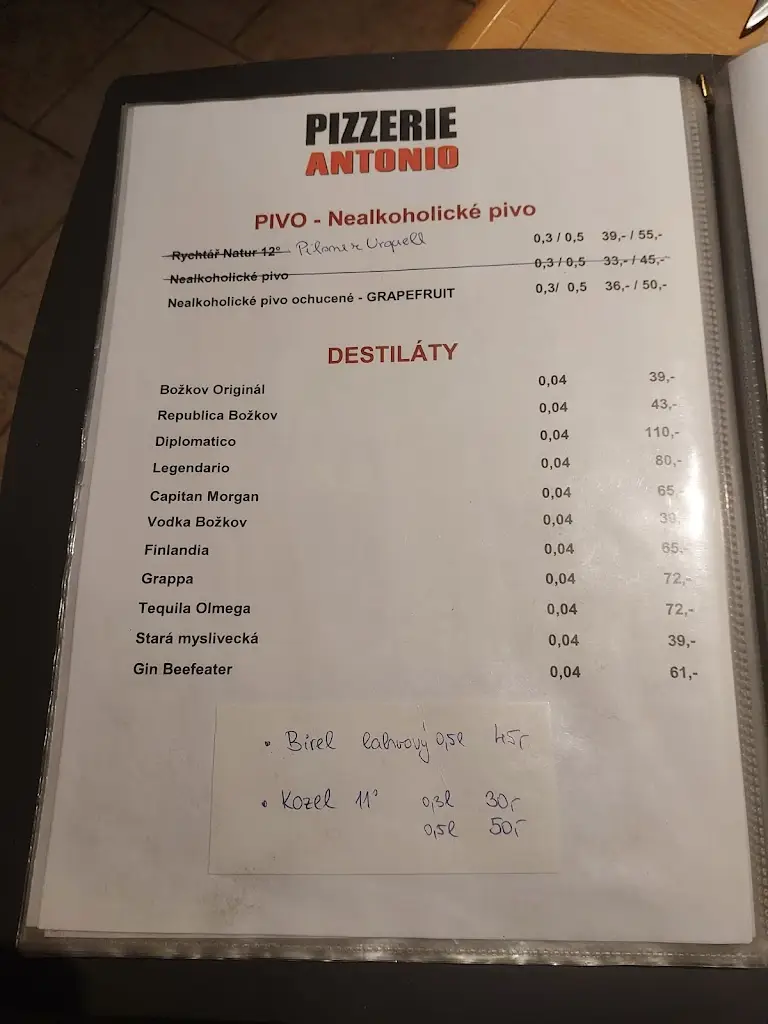 PIZZERIE
ANTONIO
PIVO - Nealkoholické pivo
Rychtář Natur 12° Pilsner Urquell 0,3 / 0,5 39,- / 55,-
Nealkoholické pivo 0,3 / 0,5 33,- / 45,-
Nealkoholické pivo ochucené - GRAPEFRUIT 0,3/ 0,5 36,- / 50,-
DESTILÁTY
Božkov Originál 0,04 39,-
Republica Božkov 0,04 43,-
Diplomatico 0,04 110,-
Legendario 0,04 80,-
Capitan Morgan 0,04 65,-
Vodka Božkov 0,04 39,-
Finlandia 0,04 65,-
Grappa 0,04 72,-
Tequila Olmega 0,04 72,-
Stará myslivecká 0,04 39,-
Gin Beefeater 0,04 61,-
• Birel lahvový 0,5l 45,-
• Kozel 11° 0,3l 30,-
0,5l 50,-